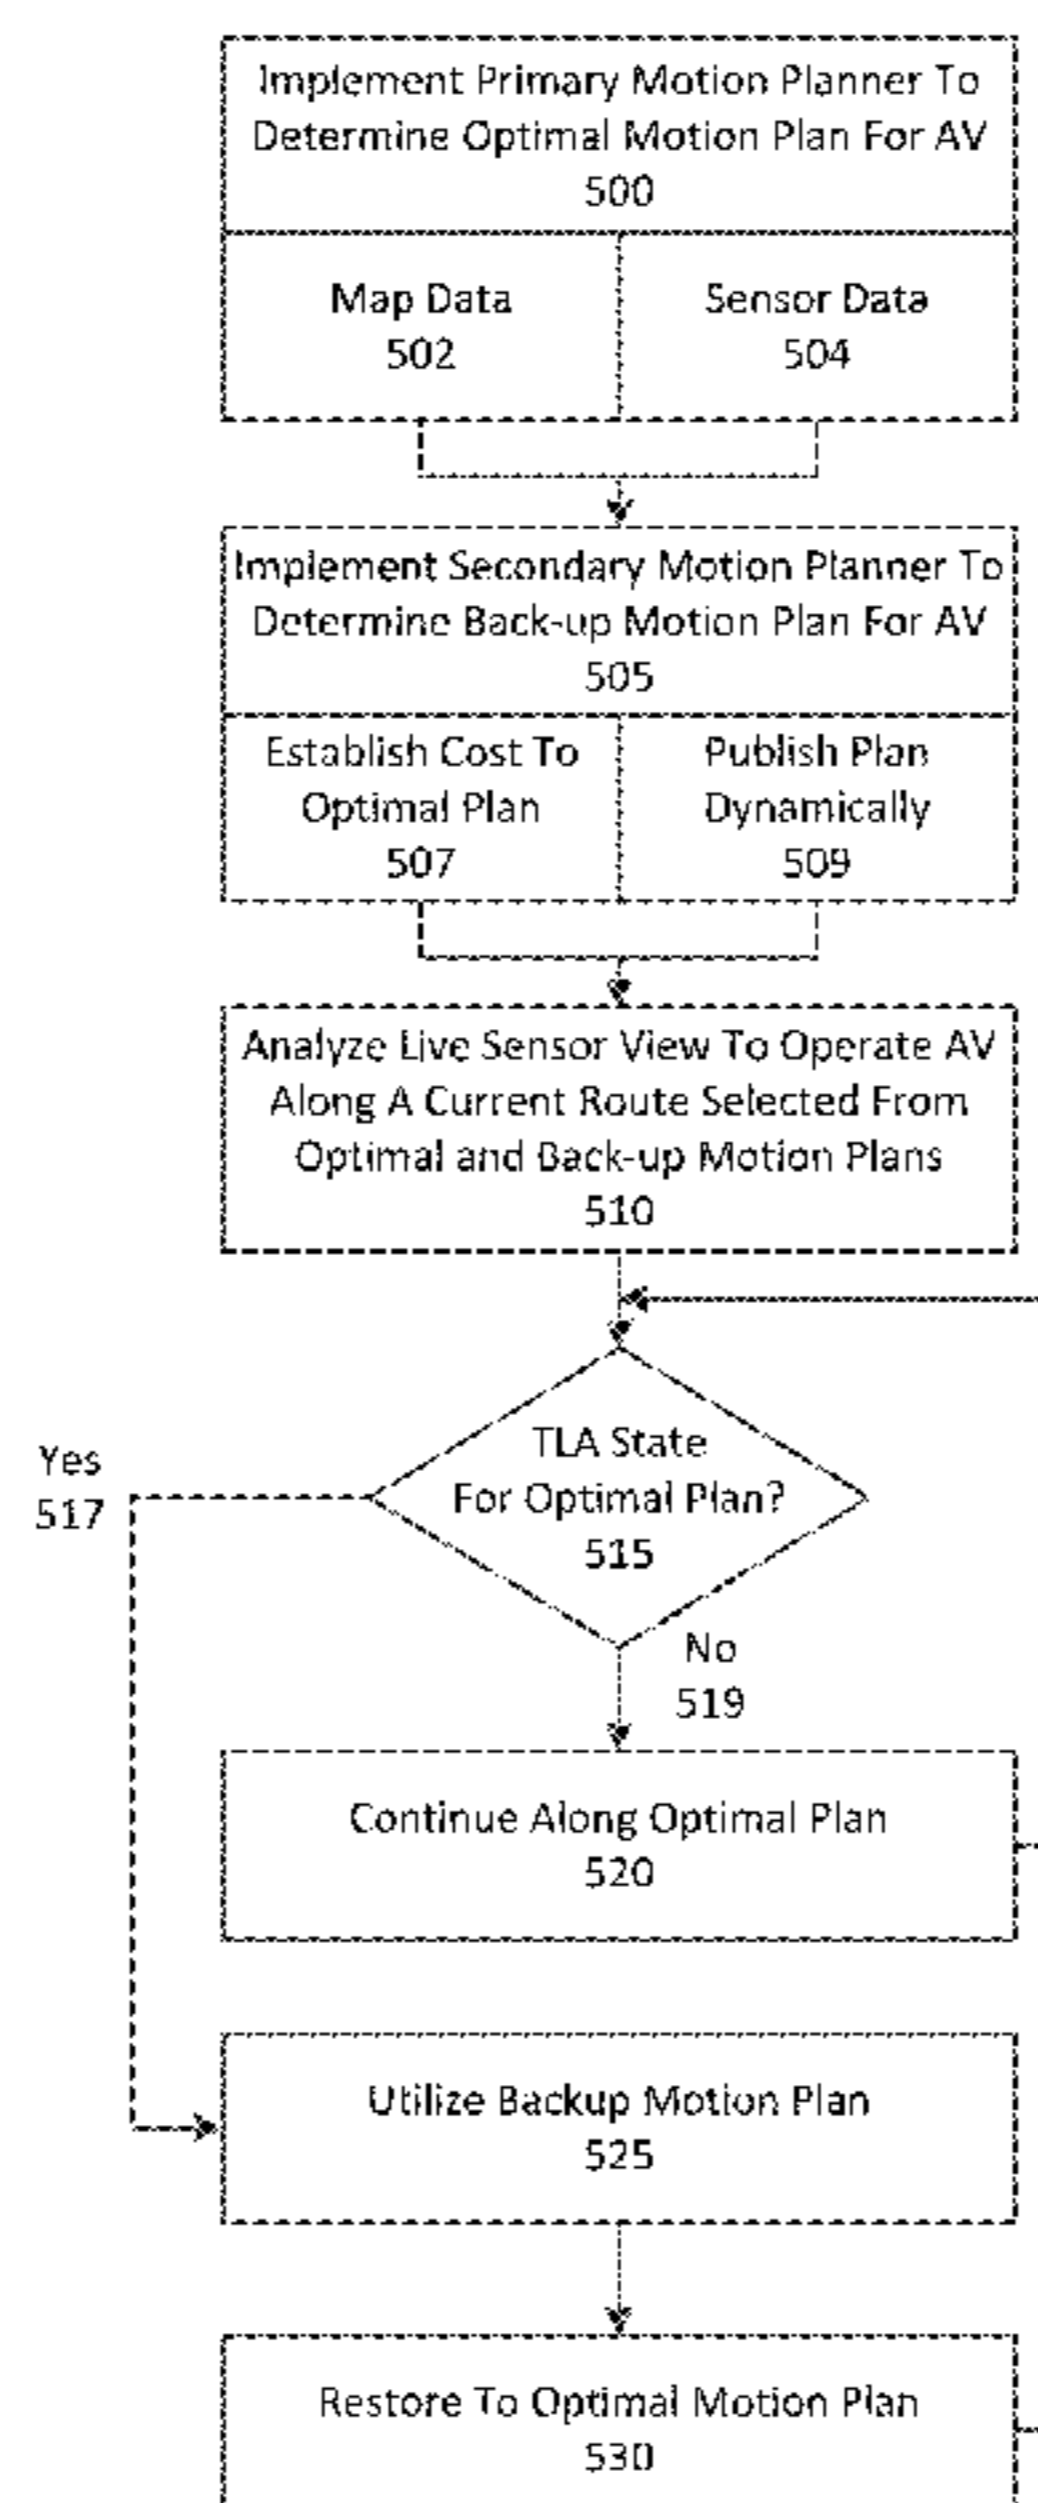 Implement Primary Motion Planner To
Determine Optimal Motion Plan For AV
500
Map Data
502
Sensor Data
504
Implement Secondary Motion Planner To
Determine Back-up Motion Plan For AV
505
Establish Cost To
Optimal Plan
507
Publish Plan
Dynamically
509
Analyze Live Sensor View To Operate AV
Along A Current Route Selected From
Optimal and Back-up Motion Plans
510
TLA State
For Optimal Plan?
515
Yes
517
No
519
Continue Along Optimal Plan
520
Utilize Backup Motion Plan
525
Restore To Optimal Motion Plan
530